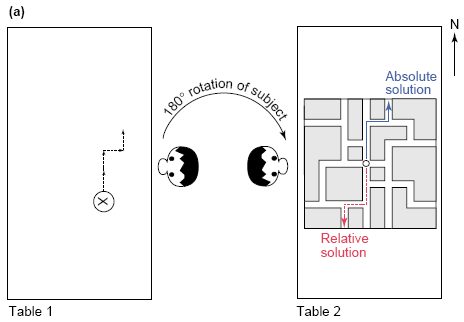 (a)
N
Absolute
solution
180° rotation of subject
X
Relative
solution
Table 1
Table 2